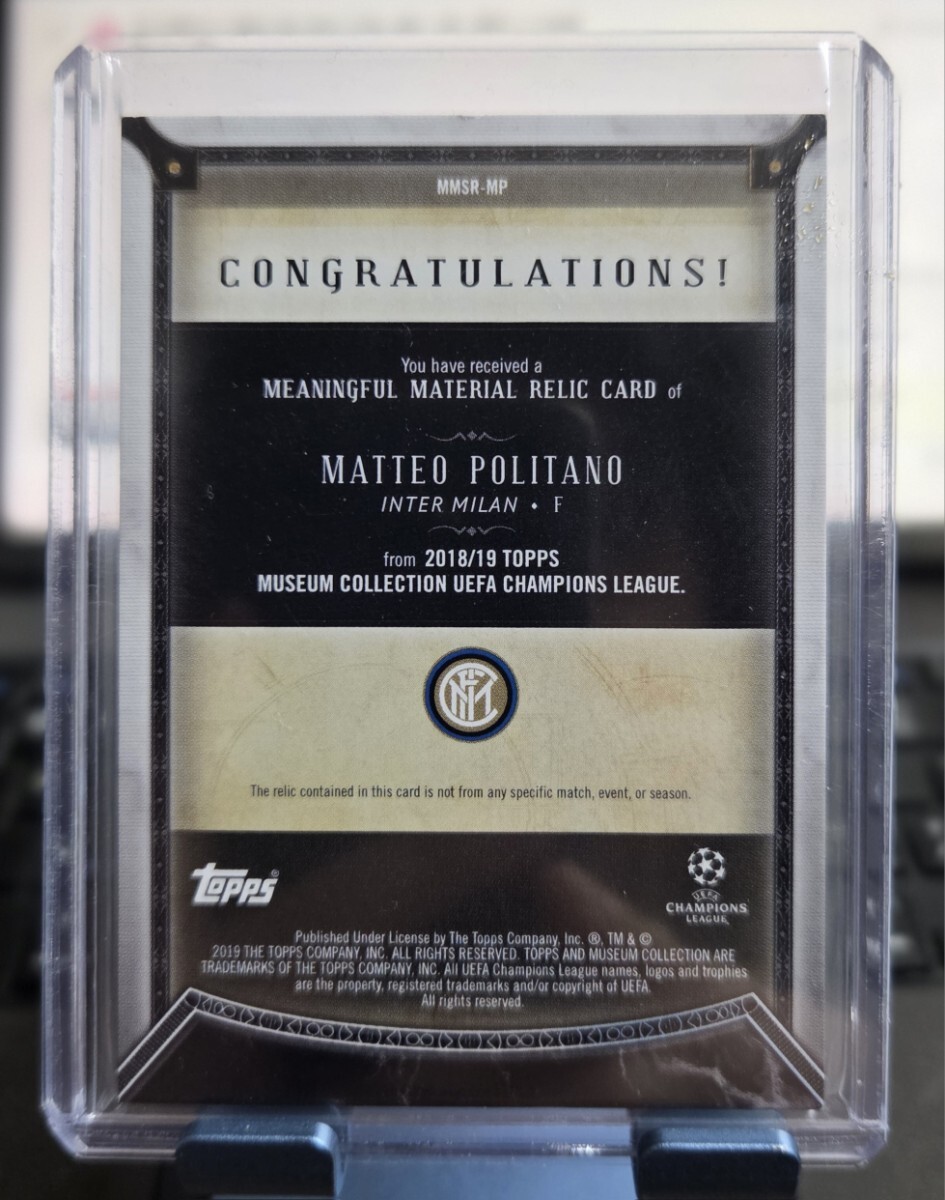 MMSR-MP
CONGRATULATIONS!
You have received a
MEANINGFUL MATERIAL RELIC CARD of
MATTEO POLITANO
INTER MILAN • F
from 2018/19 TOPPS
MUSEUM COLLECTION UEFA CHAMPIONS LEAGUE.
The relic contained in this card is not from any specific match, event, or season.
topps®
UEFA
CHAMPIONS
LEAGUE
Published Under License by The Topps Company, Inc. ®, TM & ©
2019 THE TOPPS COMPANY, INC. ALL RIGHTS RESERVED. TOPPS AND MUSEUM COLLECTION ARE
TRADEMARKS OF THE TOPPS COMPANY, INC. All UEFA Champions League names, logos and trophies
are the property, registered trademarks and/or copyright of UEFA.
All rights reserved.